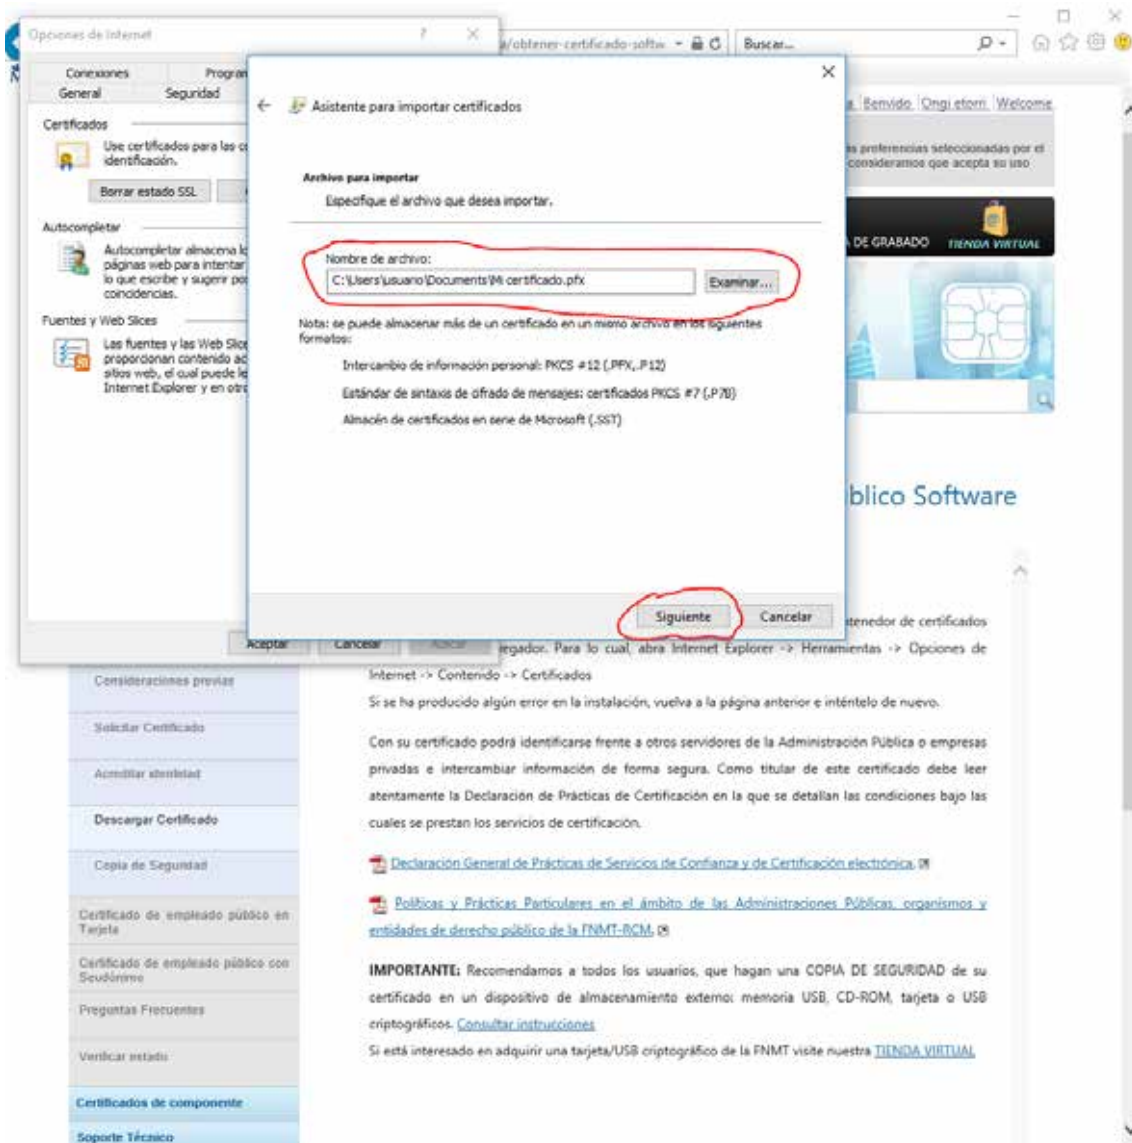 Opciones de Internet
?
a/obtener-certificado-softw
Buscar...
Conexiones
Program
General
Seguridad
Certificados
Use certificados para las c
identificación.
Borrar estado SSL
Autocompletar
Autocompletar almacena lo
páginas web para intentar
lo que escribe y sugerir po
coincidencias.
Fuentes y Web Slices
Las fuentes y las Web Slice
proporcionan contenido ac
sitios web, el cual puede le
Internet Explorer y en otro
Aceptar
Cancelar
Asistente para importar certificados
Archivo para importar
Especifique el archivo que desea importar.
Nombre de archivo:
C:\Users\usuario\Documents\Mi certificado.pfx
Examinar...
Nota: se puede almacenar más de un certificado en un mismo archivo en los siguientes
formatos:
Intercambio de información personal: PKCS #12 (.PFX,.P12)
Estándar de sintaxis de cifrado de mensajes: certificados PKCS #7 (.P7B)
Almacén de certificados en serie de Microsoft (.SST)
Siguiente
Cancelar
Benvido Ongi etorri Welcome
as preferencias seleccionadas por el
consideramos que acepta su uso
DE GRABADO
TIENDA VIRTUAL
blico Software
tenedor de certificados
egador. Para lo cual, abra Internet Explorer -> Herramientas -> Opciones de
Internet -> Contenido -> Certificados
Si se ha producido algún error en la instalación, vuelva a la página anterior e inténtelo de nuevo.
Con su certificado podrá identificarse frente a otros servidores de la Administración Pública o empresas
privadas e intercambiar información de forma segura. Como titular de este certificado debe leer
atentamente la Declaración de Prácticas de Certificación en la que se detallan las condiciones bajo las
cuales se prestan los servicios de certificación.
Declaración General de Prácticas de Servicios de Confianza y de Certificación electrónica.
Políticas y Prácticas Particulares en el ámbito de las Administraciones Públicas, organismos y
entidades de derecho público de la FNMT-RCM.
IMPORTANTE: Recomendamos a todos los usuarios, que hagan una COPIA DE SEGURIDAD de su
certificado en un dispositivo de almacenamiento externo: memoria USB, CD-ROM, tarjeta o USB
criptográficos. Consultar instrucciones
Si está interesado en adquirir una tarjeta/USB criptográfico de la FNMT visite nuestra TIENDA VIRTUAL
Consideraciones previas
Solicitar Certificado
Acreditar identidad
Descargar Certificado
Copia de Seguridad
Certificado de empleado público en
Tarjeta
Certificado de empleado público con
Seudónimo
Preguntas Frecuentes
Verificar estado
Certificados de componente
Soporte Técnico